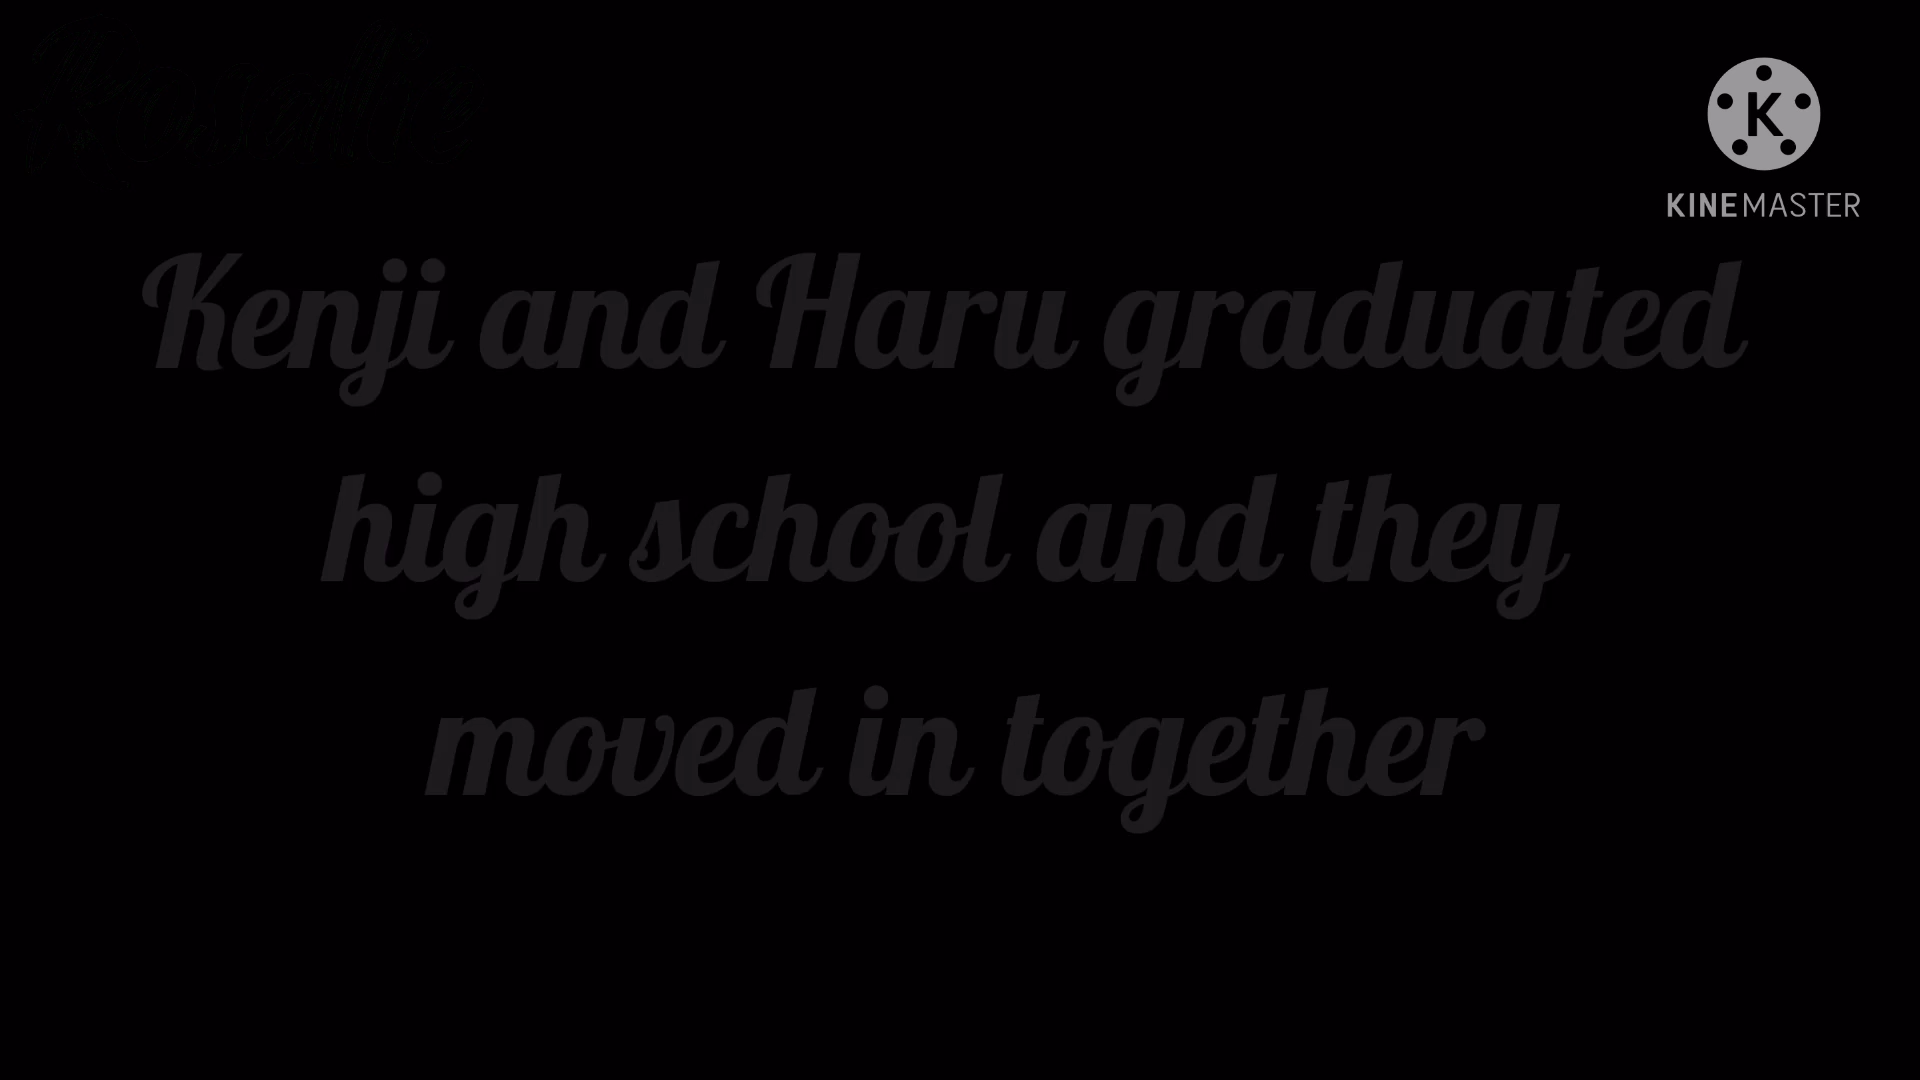 K
KINEMASTER
Kenji and Haru graduated
high school and they
moved in together